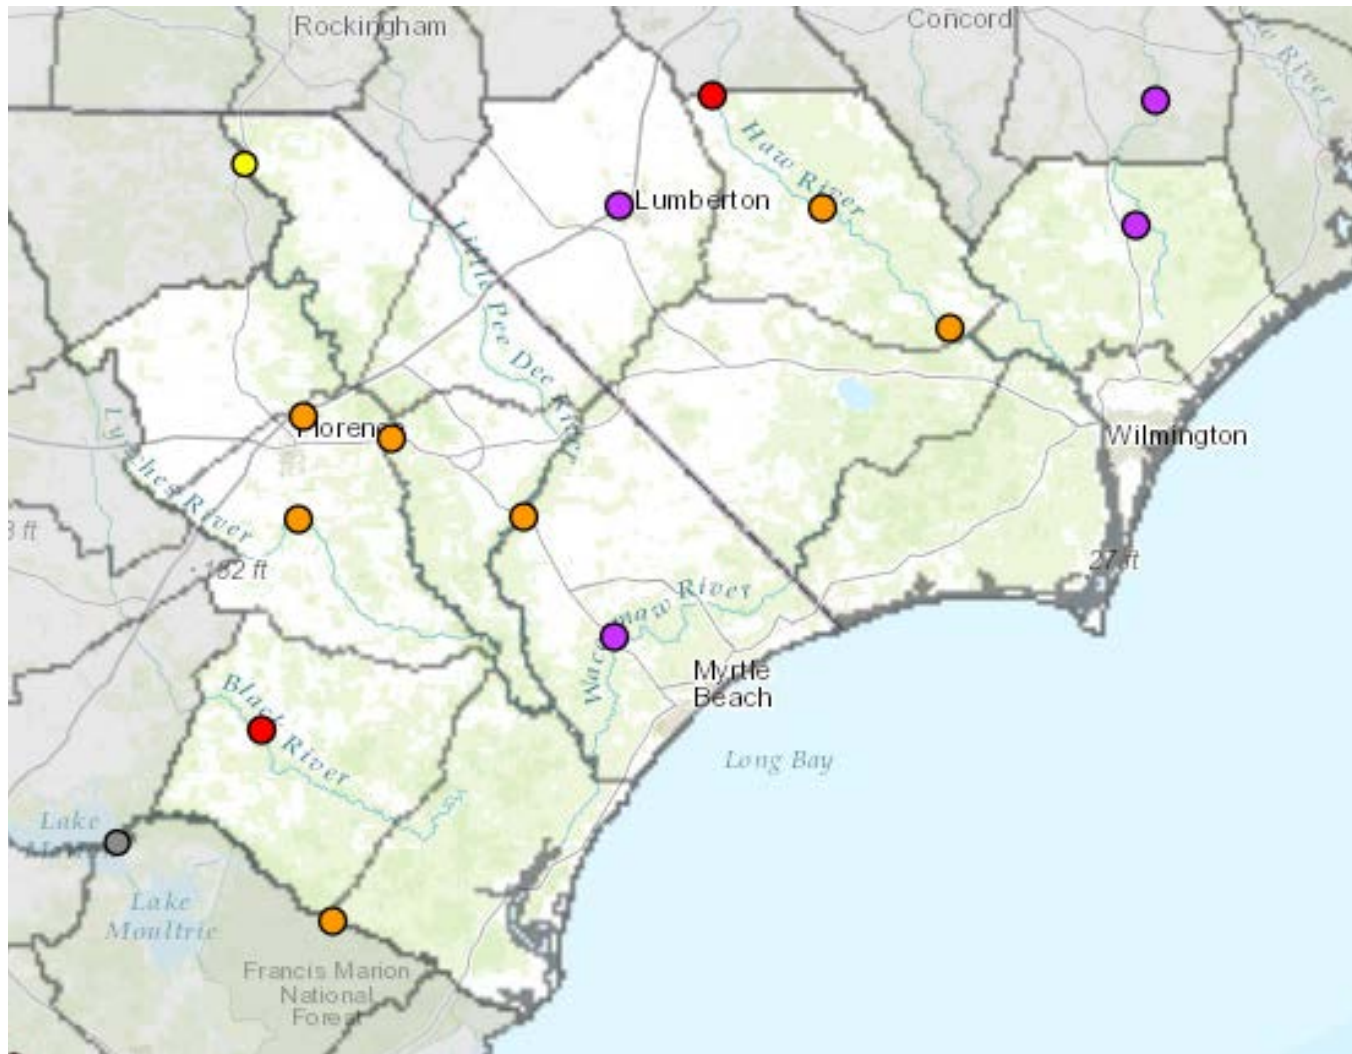 Rockingham
Concord
Haw River
Lumberton
Little Pee Dee River
Florence
Wilmington
Lynches River
182 ft
27 ft
Waccamaw River
Myrtle
Beach
Black River
Long Bay
Lake
Lake
Moultrie
Francis Marion
National
Forest